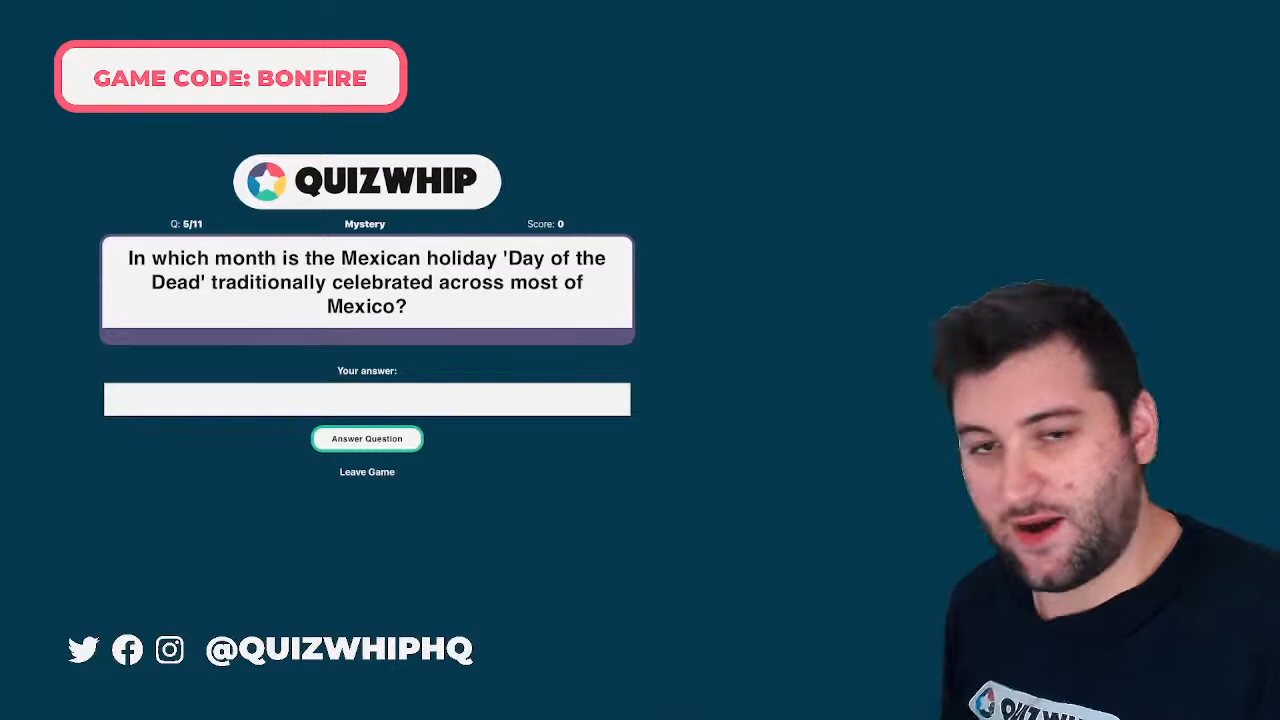 GAME CODE: BONFIRE
QUIZWHIP
Q: 5/11 Mystery Score: 0
In which month is the Mexican holiday 'Day of the
Dead' traditionally celebrated across most of
Mexico?
Your answer:
Answer Question
Leave Game
@QUIZWHIPHQ